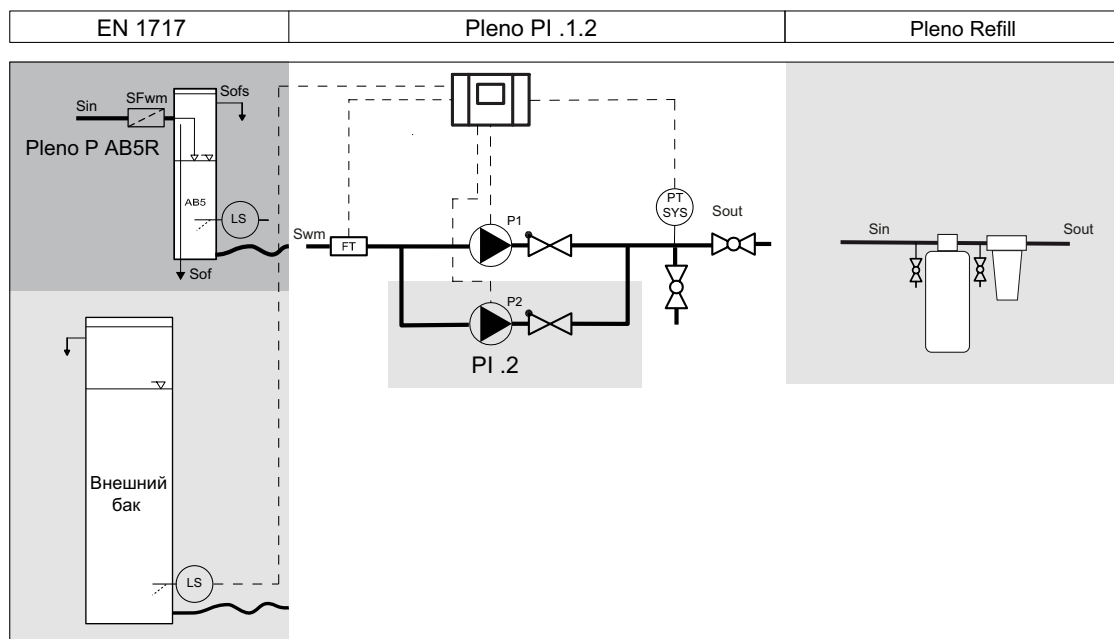 EN 1717
Pleno PI .1.2
Pleno Refill
Sin
SFwm
Sofs
Pleno P AB5R
AB5
LS
Sof
Swm
FT
P1
PT
SYS
Sout
P2
PI .2
Sin
Sout
Внешний
бак
LS